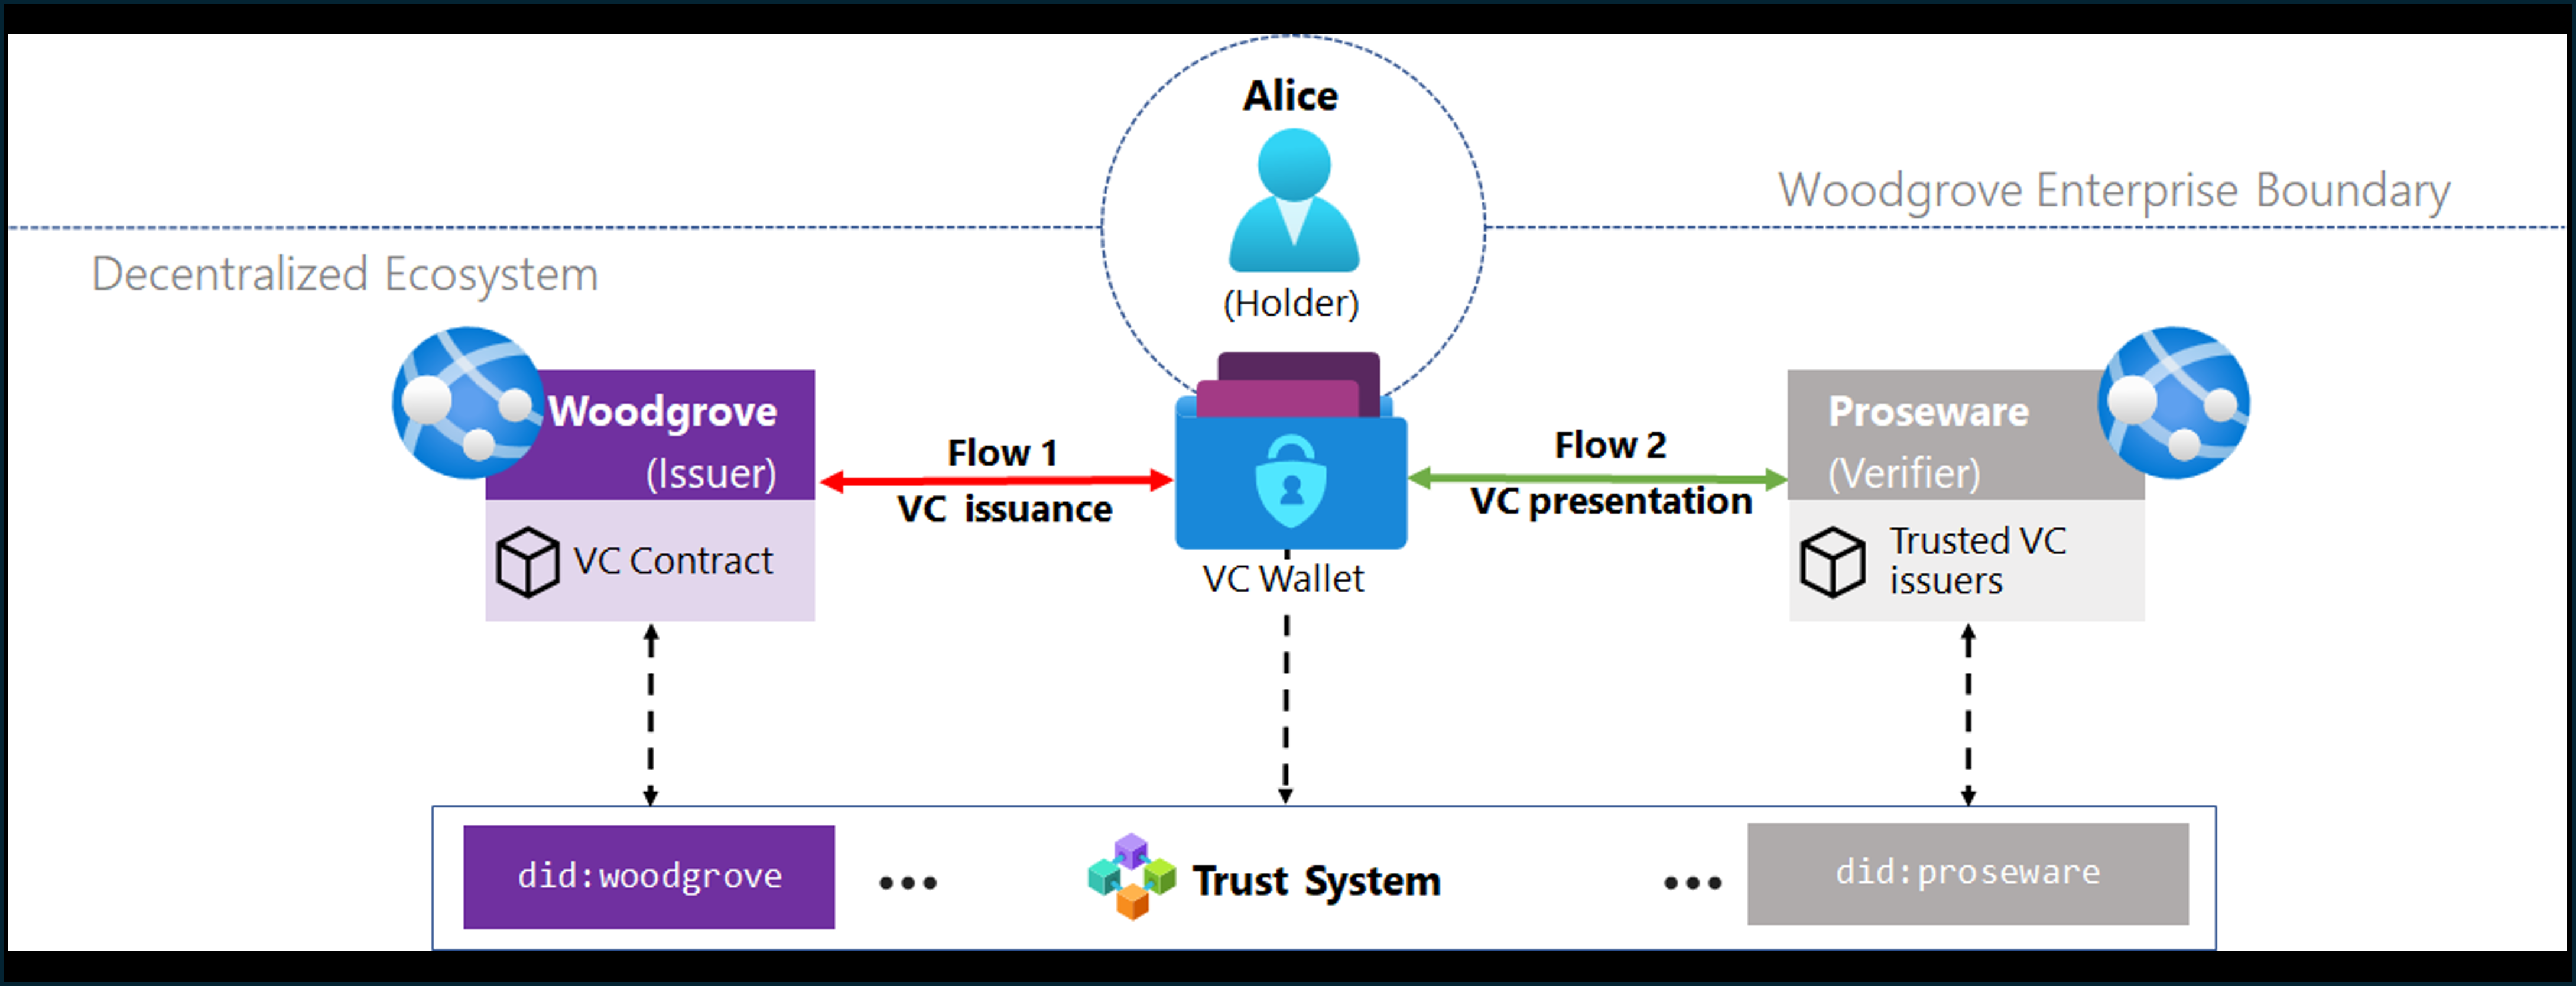 Alice
(Holder)
Woodgrove Enterprise Boundary
Decentralized Ecosystem
Woodgrove
(Issuer)
VC Contract
Flow 1
VC issuance
VC Wallet
Flow 2
VC presentation
Proseware
(Verifier)
Trusted VC
issuers
did:woodgrove
•••
Trust System
•••
did:proseware